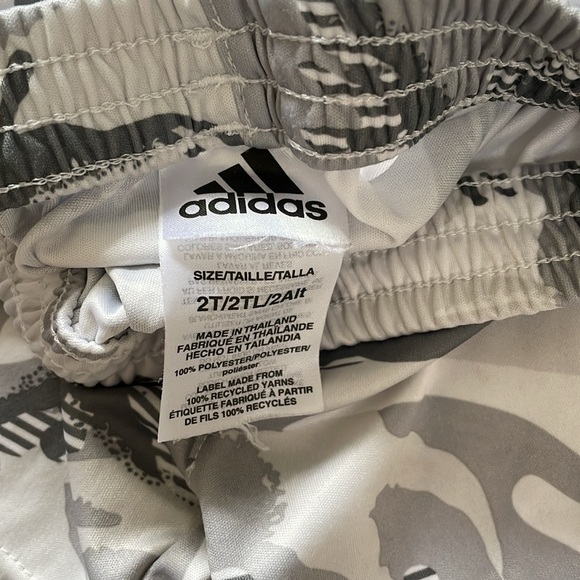 adidas
SIZE/TAILLE/TALLA
2T/2TL/2Alt
MADE IN THAILAND
FABRIQUÉ EN THAÏLANDE
HECHO EN TAILANDIA
100% POLYESTER/POLYESTER/
poliéster
LABEL MADE FROM
100% RECYCLED YARNS
ÉTIQUETTE FABRIQUÉ À PARTIR
DE FILS 100% RECYCLÉS